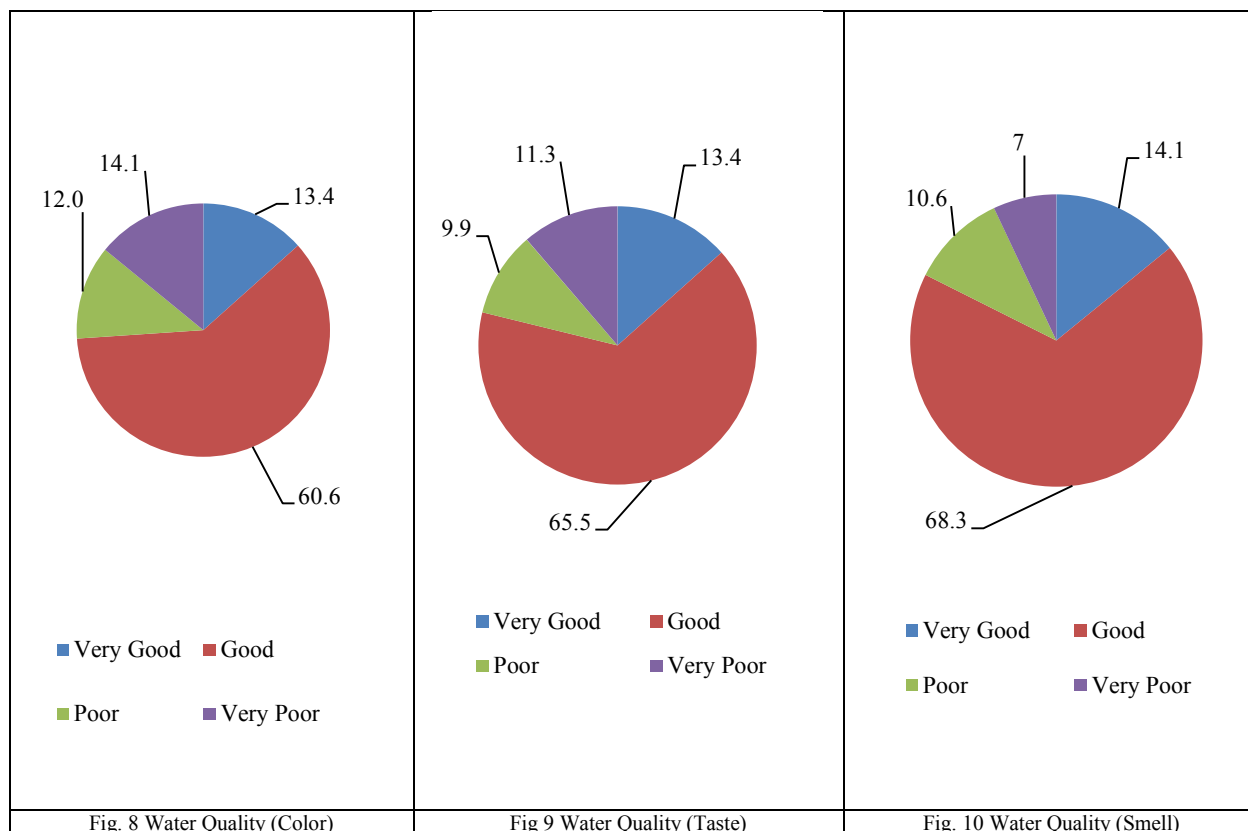 14.1
12.0
13.4
60.6
Very Good Good
Poor Very Poor
Fig. 8 Water Quality (Color)
11.3
13.4
9.9
65.5
Very Good Good
Poor Very Poor
Fig 9 Water Quality (Taste)
7
14.1
10.6
68.3
Very Good Good
Poor Very Poor
Fig. 10 Water Quality (Smell)